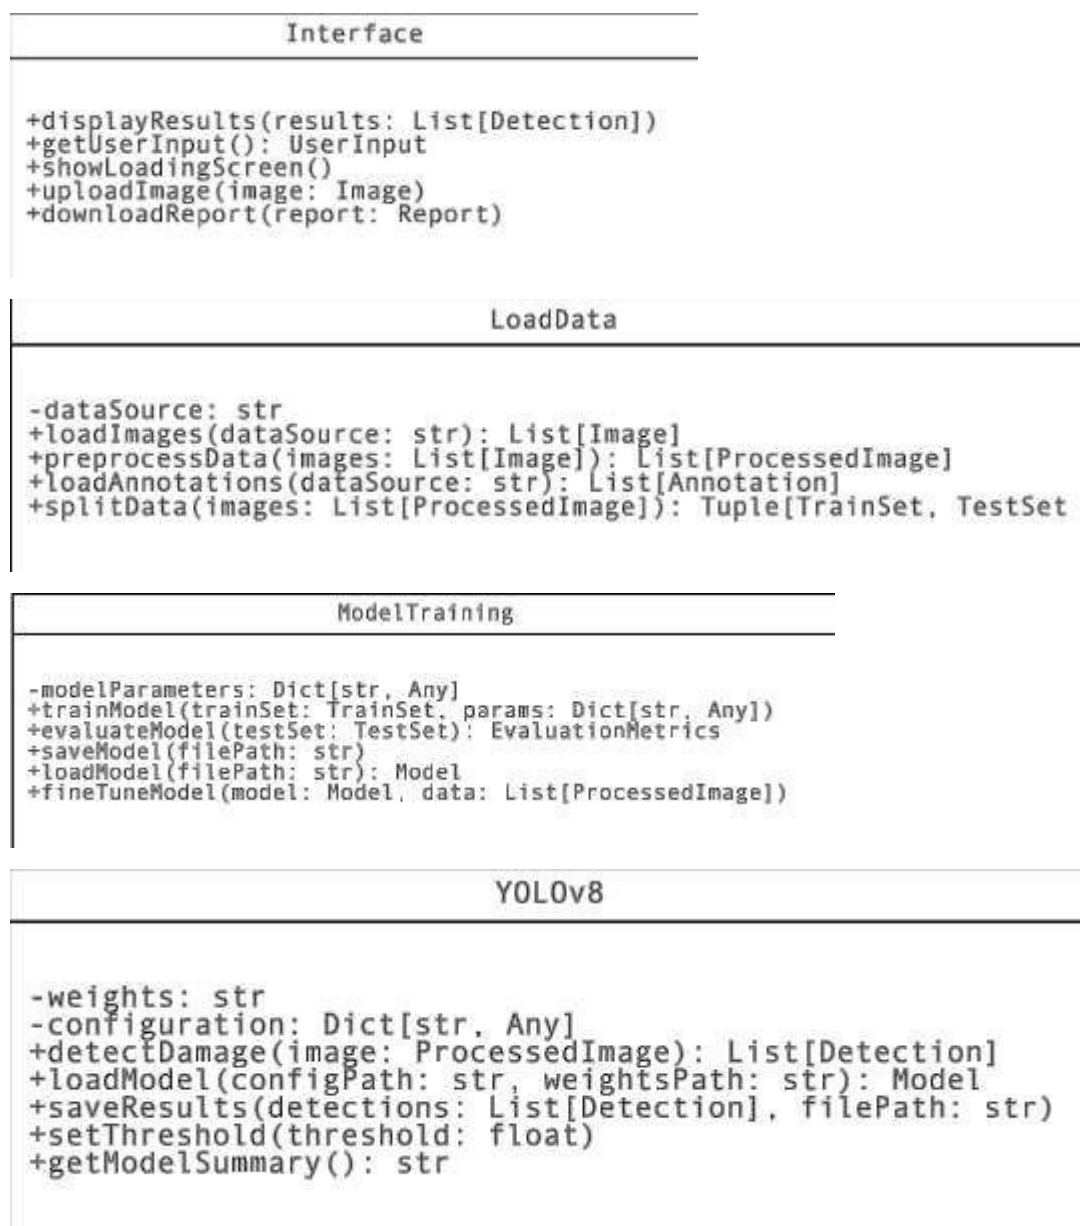 Interface
+displayResults(results: List[Detection])
+getUserInput(): UserInput
+showLoadingScreen()
+uploadImage(image: Image)
+downloadReport(report: Report)
LoadData
-dataSource: str
+loadImages(dataSource: str): List[Image]
+preprocessData(images: List[Image]): List[ProcessedImage]
+loadAnnotations(dataSource: str): List[Annotation]
+splitData(images: List[ProcessedImage]): Tuple[TrainSet, TestSet
ModelTraining
-modelParameters: Dict[str, Any]
+trainModel(trainSet: TrainSet, params: Dict[str, Any])
+evaluateModel(testSet: TestSet): EvaluationMetrics
+saveModel(filePath: str)
+loadModel(filePath: str): Model
+fineTuneModel(model: Model, data: List[ProcessedImage])
YOLOv8
-weights: str
-configuration: Dict[str, Any]
+detectDamage(image: ProcessedImage): List[Detection]
+loadModel(configPath: str, weightsPath: str): Model
+saveResults(detections: List[Detection], filePath: str)
+setThreshold(threshold: float)
+getModelSummary(): str